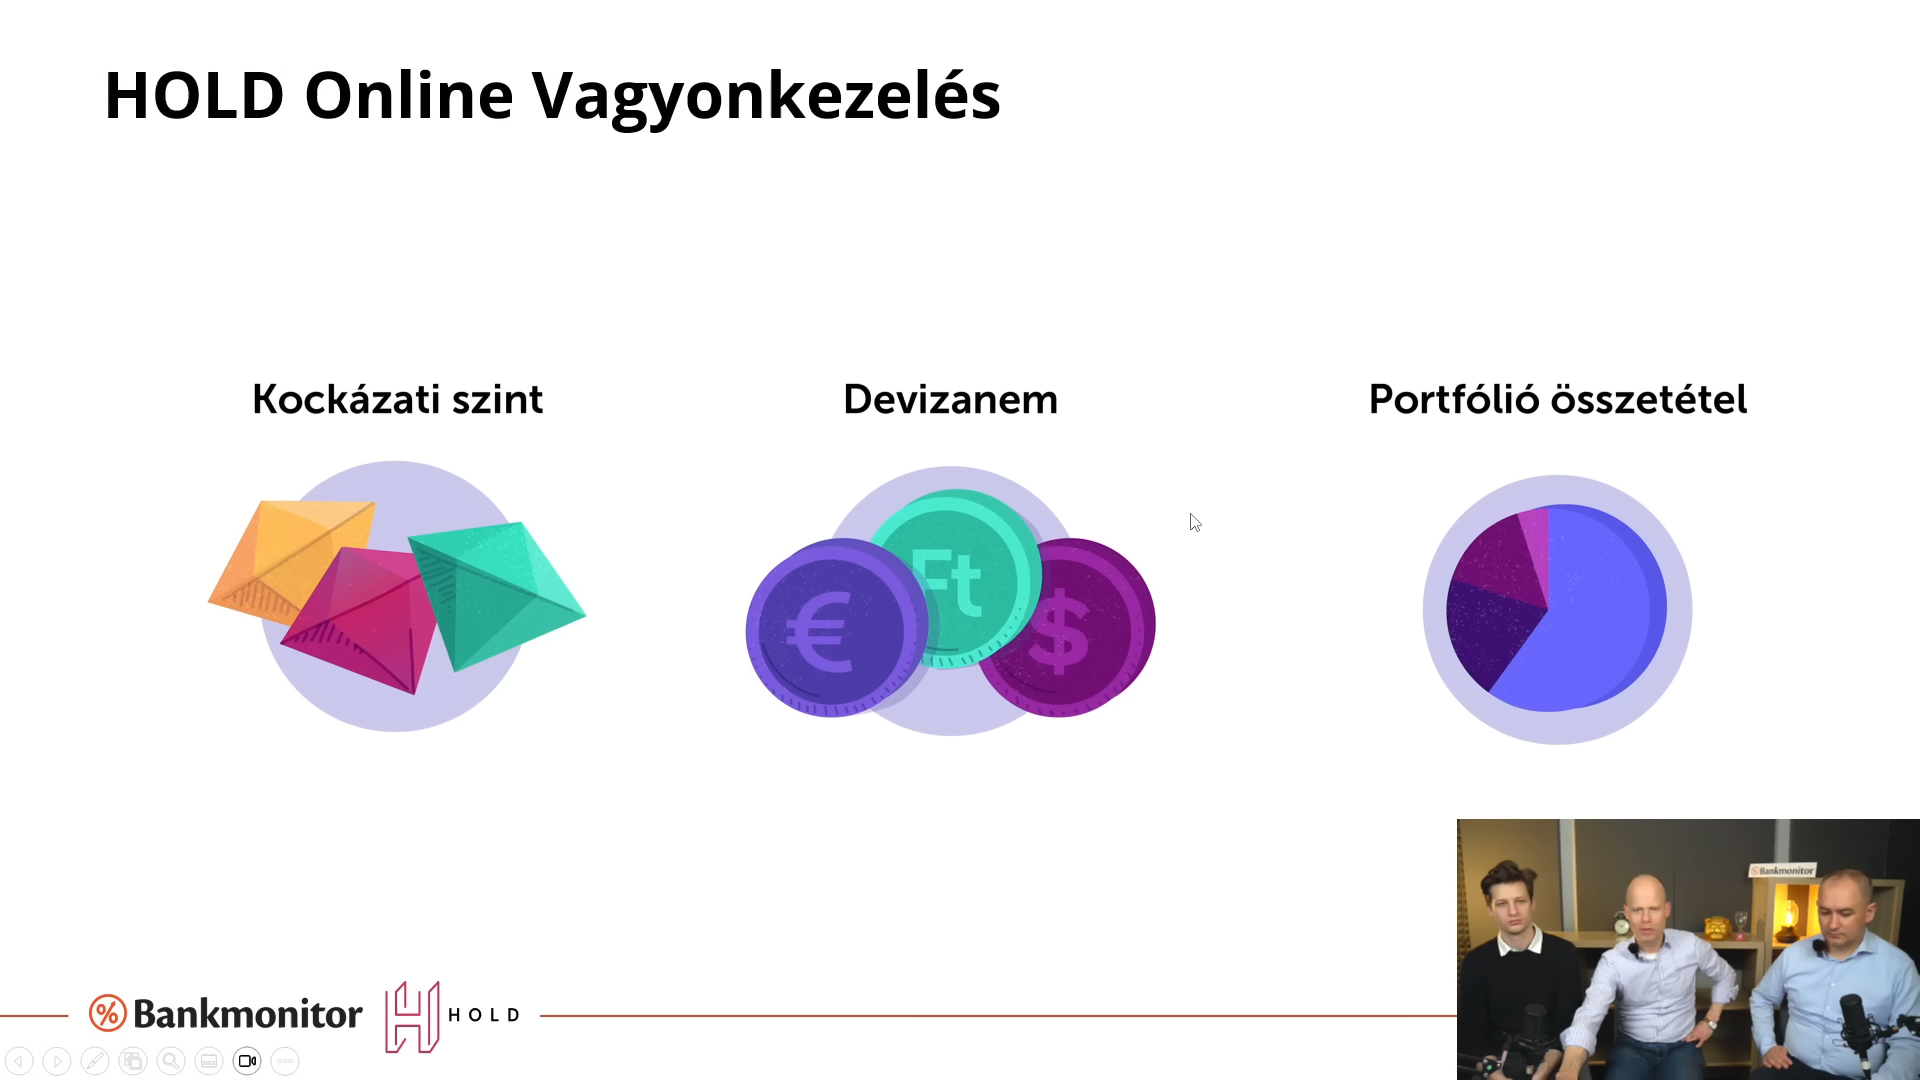 HOLD Online Vagyonkezelés
Kockázati szint
Devizanem
Portfólió összetétel
€
Ft
$
Bankmonitor
% Bankmonitor
HOLD